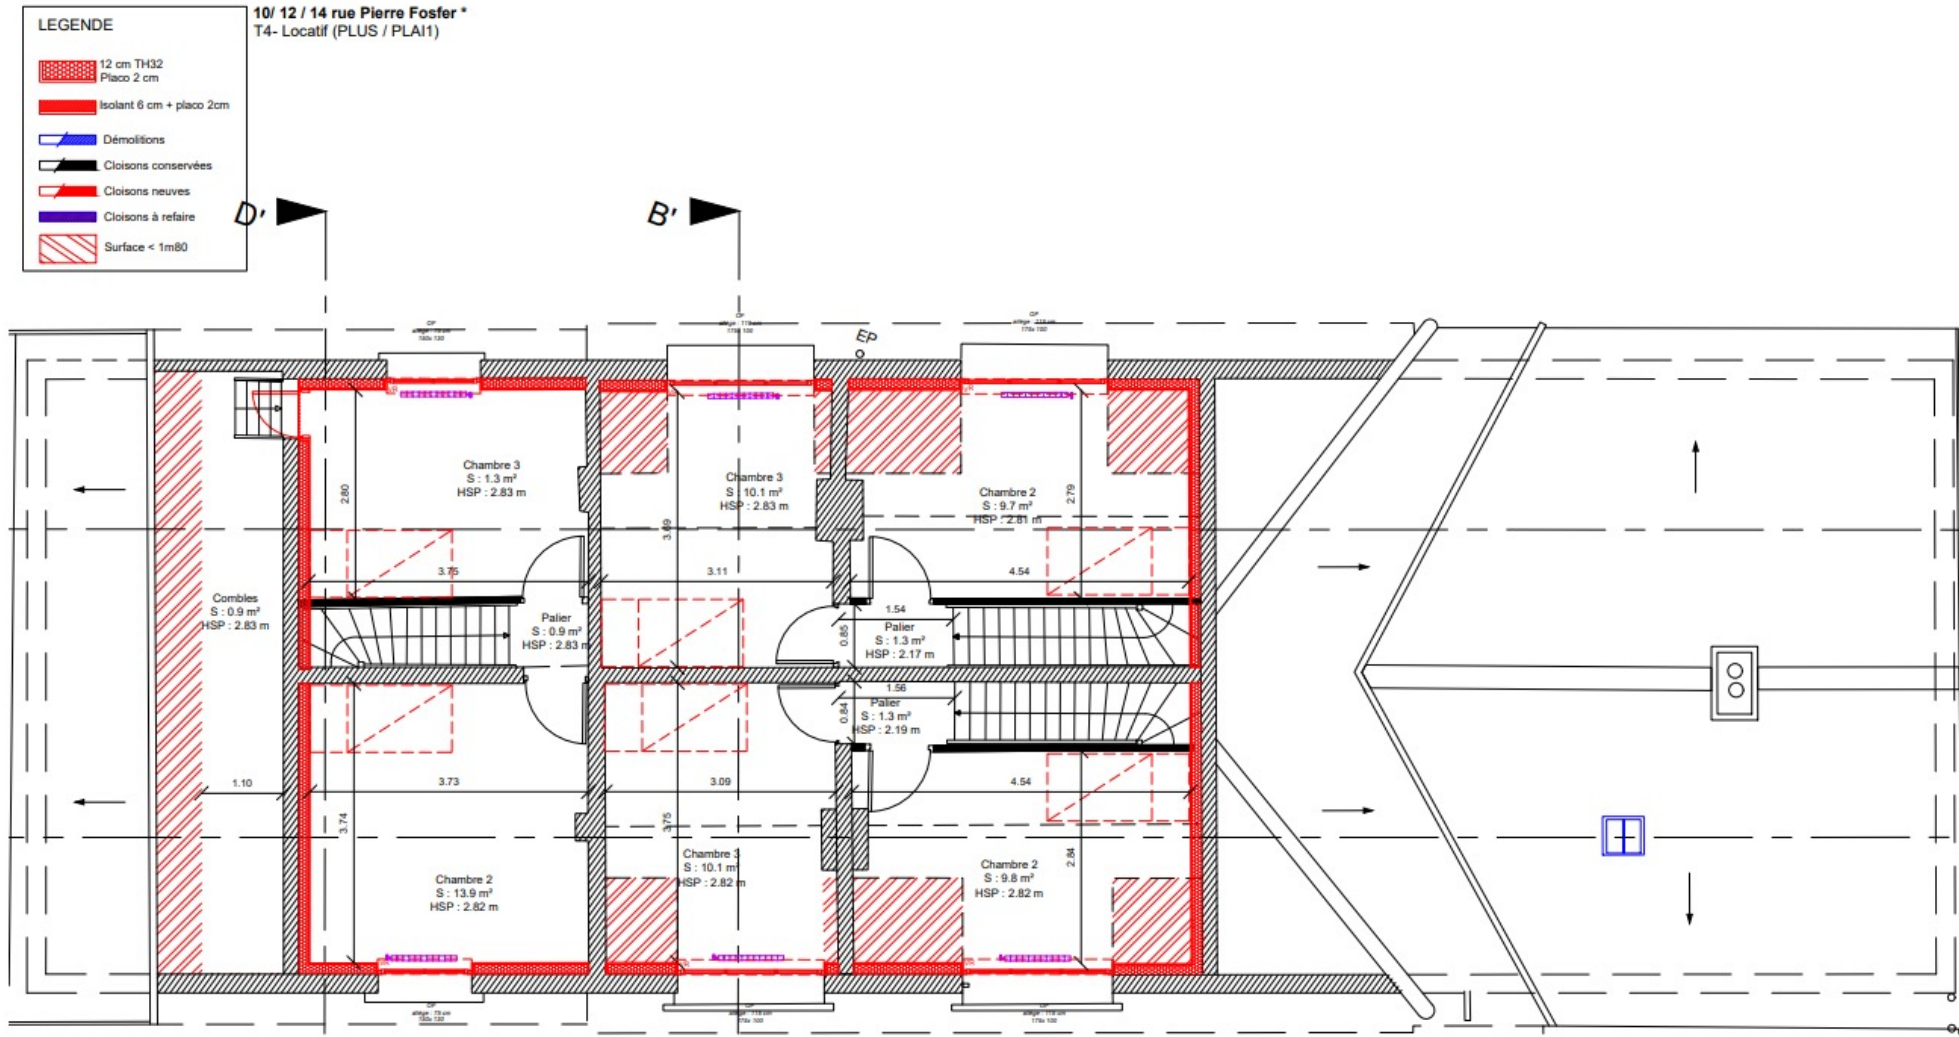 10/ 12 / 14 rue Pierre Fosfer *
T4- Locatif (PLUS / PLAI1)
LEGENDE
12 cm TH32
Placo 2 cm
Isolant 6 cm + placo 2cm
Démolitions
Cloisons conservées
Cloisons neuves
Cloisons à refaire
Surface < 1m80
D'
B'
EP
Chambre 3
S : 1.3 m²
HSP : 2.83 m
2.80
3.75
Chambre 3
S : 10.1 m²
HSP : 2.83 m
3.69
3.11
Chambre 2
S : 9.7 m²
HSP : 2.81 m
2.79
4.54
Combles
S : 0.9 m²
HSP : 2.83 m
1.10
Palier
S : 0.9 m²
HSP : 2.83 m
1.54
0.85
Palier
S : 1.3 m²
HSP : 2.17 m
1.56
0.84
Palier
S : 1.3 m²
HSP : 2.19 m
3.73
3.74
Chambre 2
S : 13.9 m²
HSP : 2.82 m
3.09
3.75
Chambre 3
S : 10.1 m²
HSP : 2.82 m
4.54
2.84
Chambre 2
S : 9.8 m²
HSP : 2.82 m